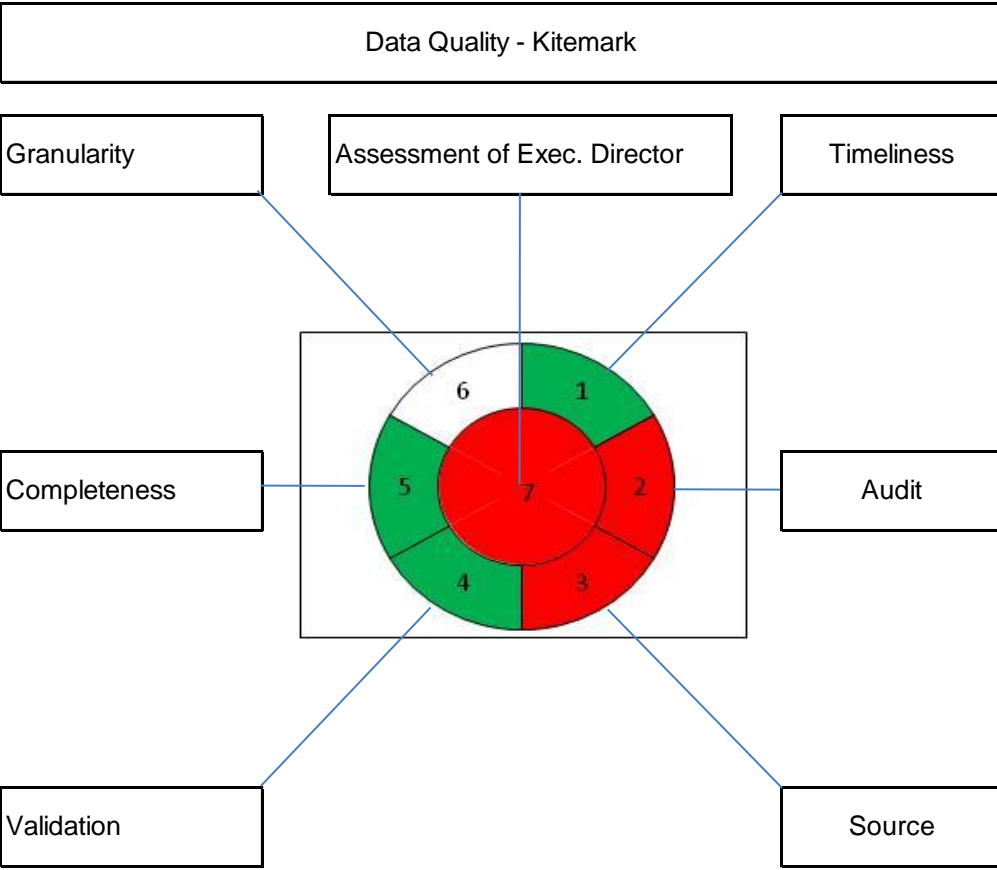 Data Quality - Kitemark
Granularity
Assessment of Exec. Director
Timeliness
6
1
Completeness
5
7
2
Audit
4
3
Validation
Source